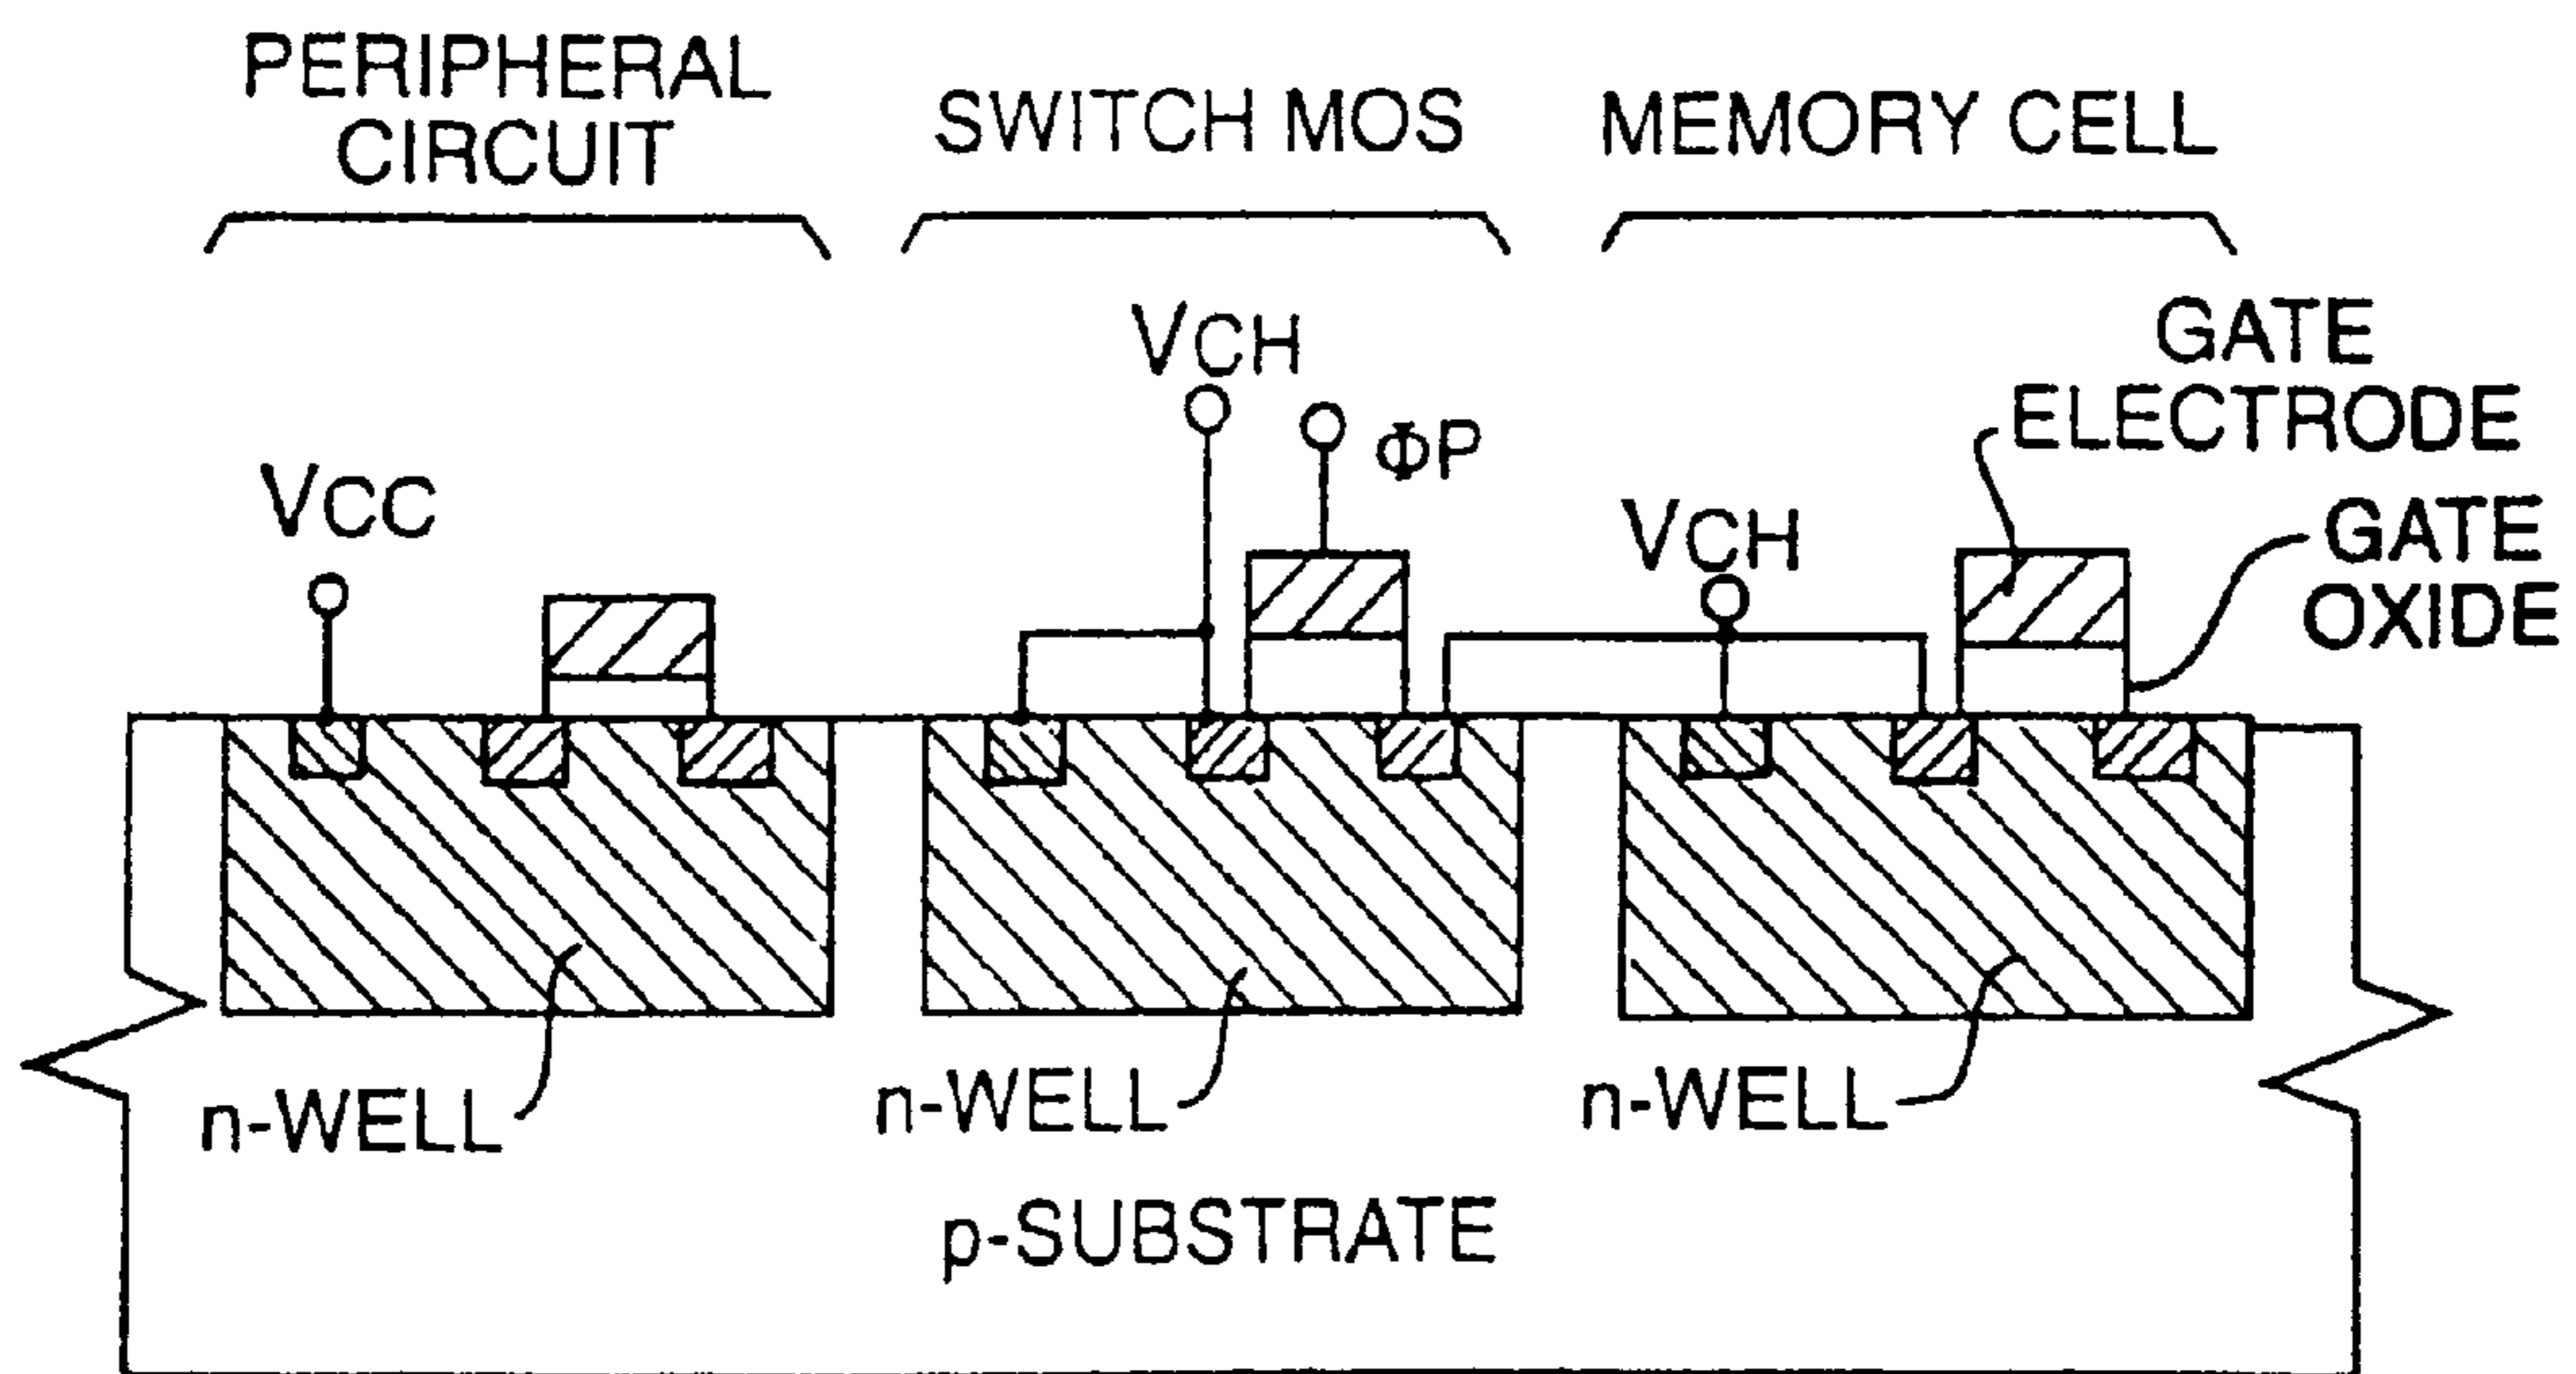 PERIPHERAL
CIRCUIT
SWITCH MOS
MEMORY CELL
VCC
VCH
ΦP
VCH
GATE
ELECTRODE
GATE
OXIDE
n-WELL
n-WELL
n-WELL
p-SUBSTRATE